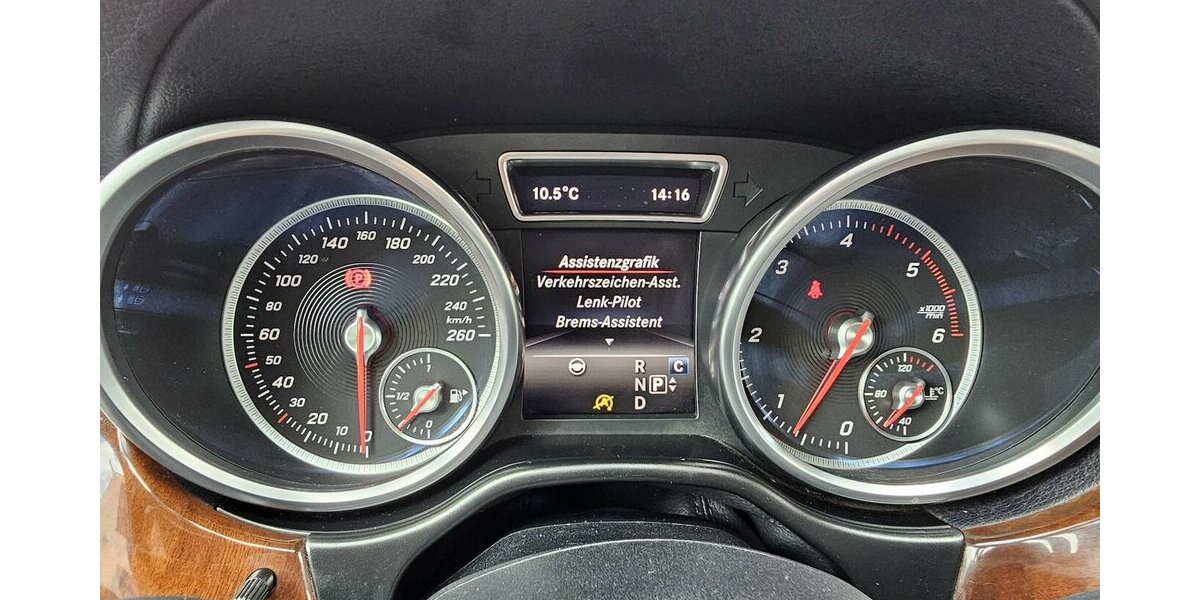 10.5°C 14:16
Assistenzgrafik
Verkehrszeichen-Asst.
Lenk-Pilot
Brems-Assistent
R C
N P
D
A
0
20
30
40
50
60
80
100
120
140
160
180
200
220
240
km/h
260
P
1
1/2
0
0
1
2
3
4
5
x1000
min
6
120
80
40
°C